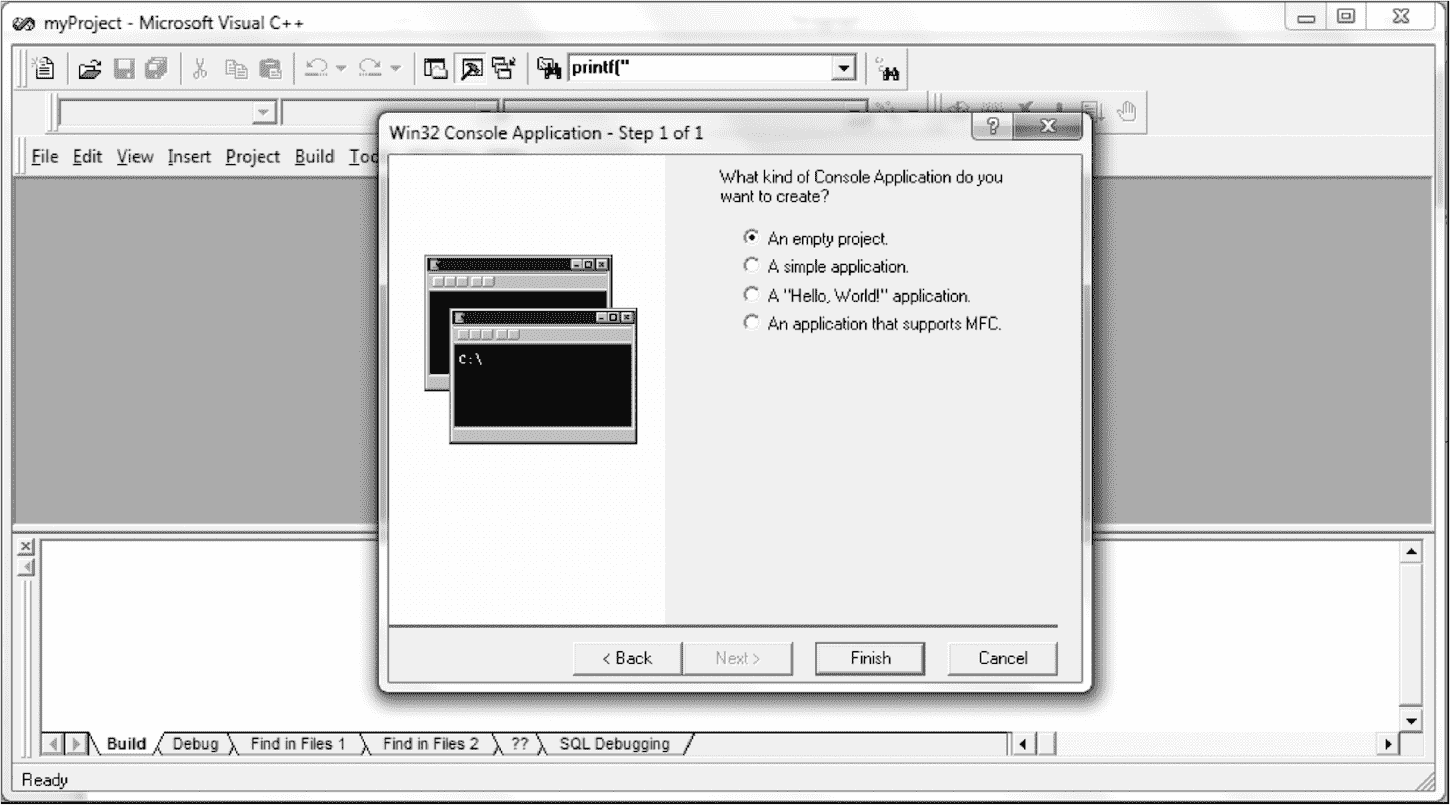 myProject - Microsoft Visual C++
printf("
File Edit View Insert Project Build
Win32 Console Application - Step 1 of 1
What kind of Console Application do you
want to create?
An empty project.
A simple application.
A "Hello, World!" application.
An application that supports MFC.
C:\
< Back Next > Finish Cancel
Build Debug Find in Files 1 Find in Files 2 ?? SQL Debugging
Ready